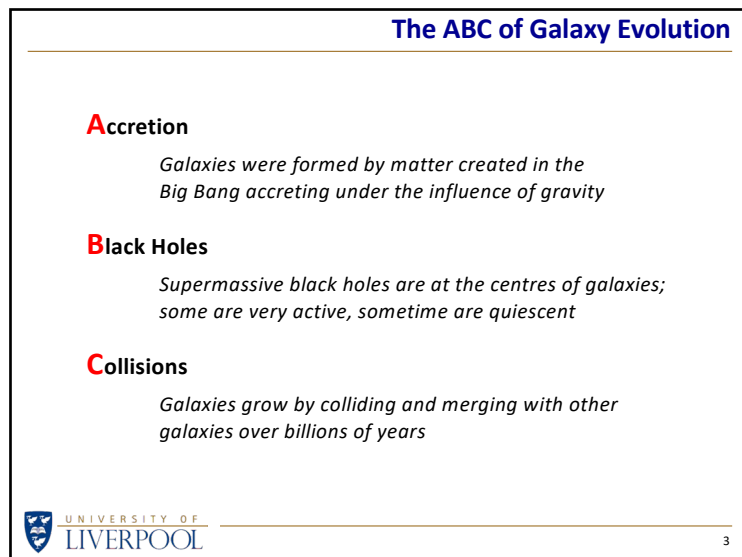 The ABC of Galaxy Evolution
Accretion
Galaxies were formed by matter created in the
Big Bang accreting under the influence of gravity
Black Holes
Supermassive black holes are at the centres of galaxies;
some are very active, sometime are quiescent
Collisions
Galaxies grow by colliding and merging with other
galaxies over billions of years
UNIVERSITY OF
LIVERPOOL
3